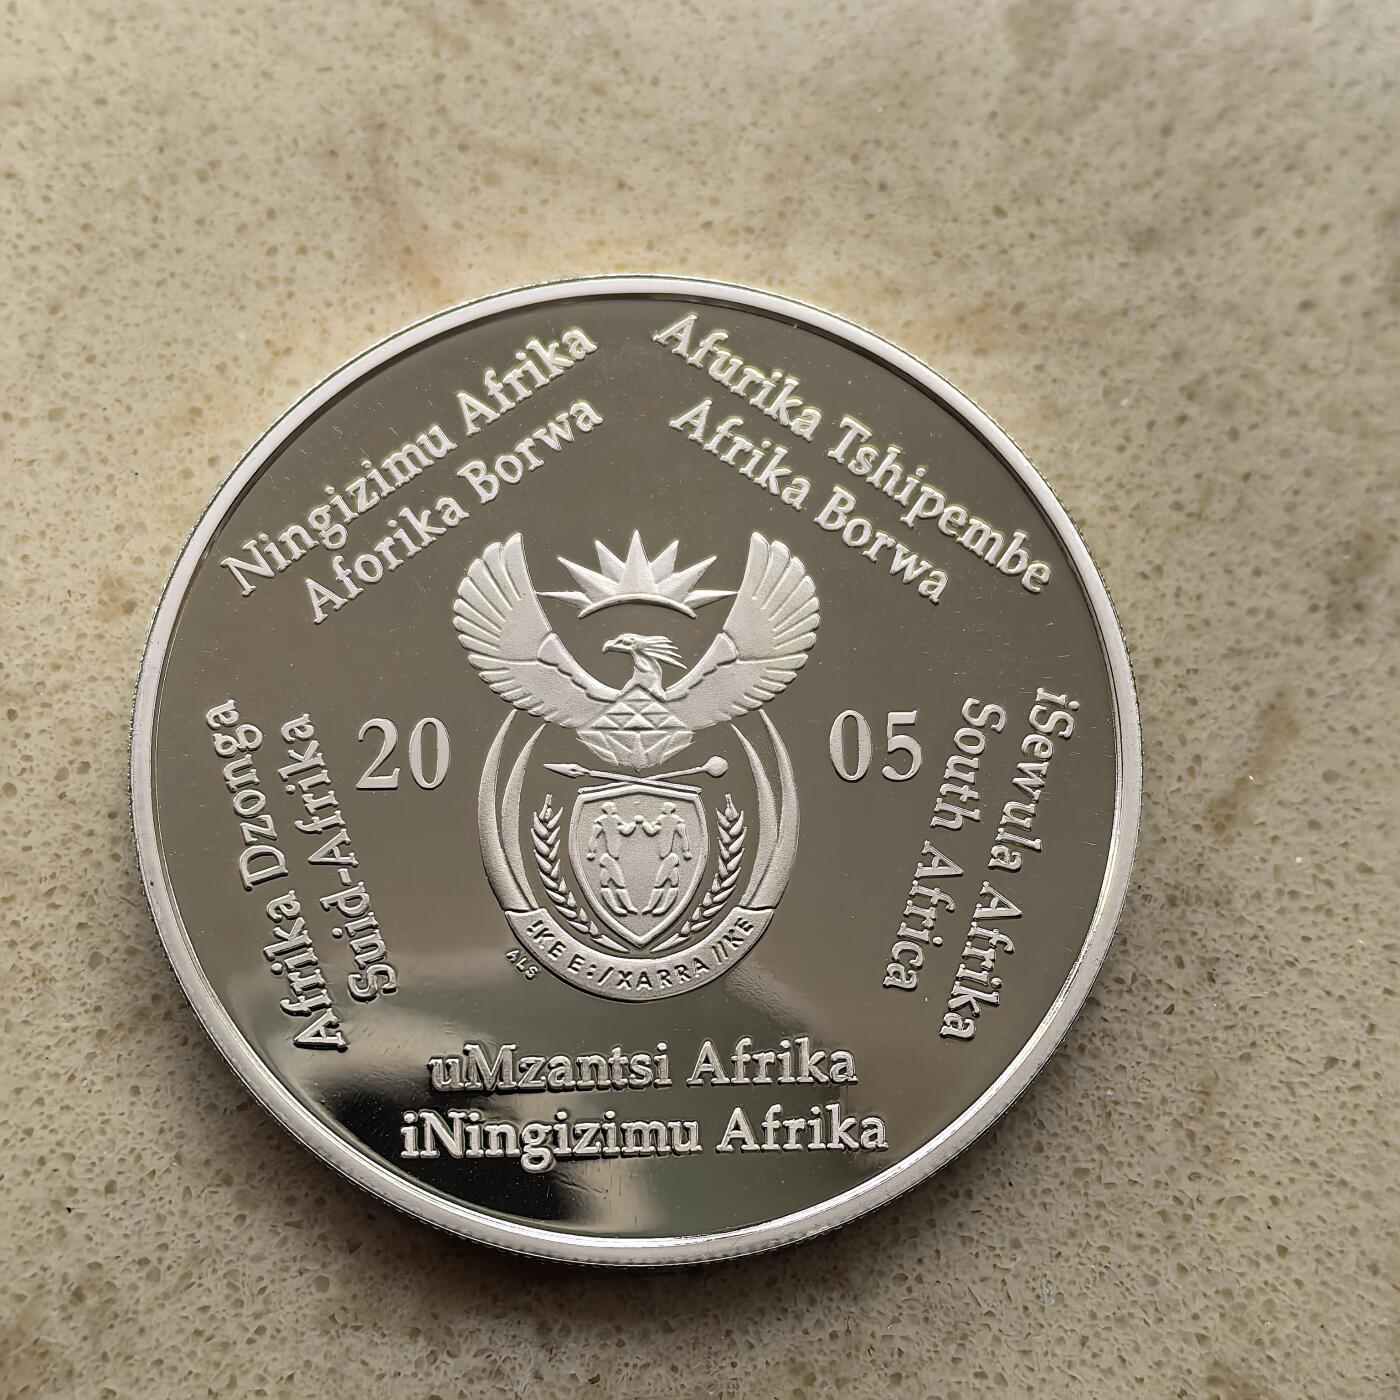 Ningizimu Afrika
Aforika Borwa
Afurika Tshipembe
Afrika Borwa
iSewula Afrika
South Africa
uMzantsi Afrika
iNingizimu Afrika
Afrika Dzonga
Suid-Afrika
20 05
!KE E:/XARRA //KE
ALS